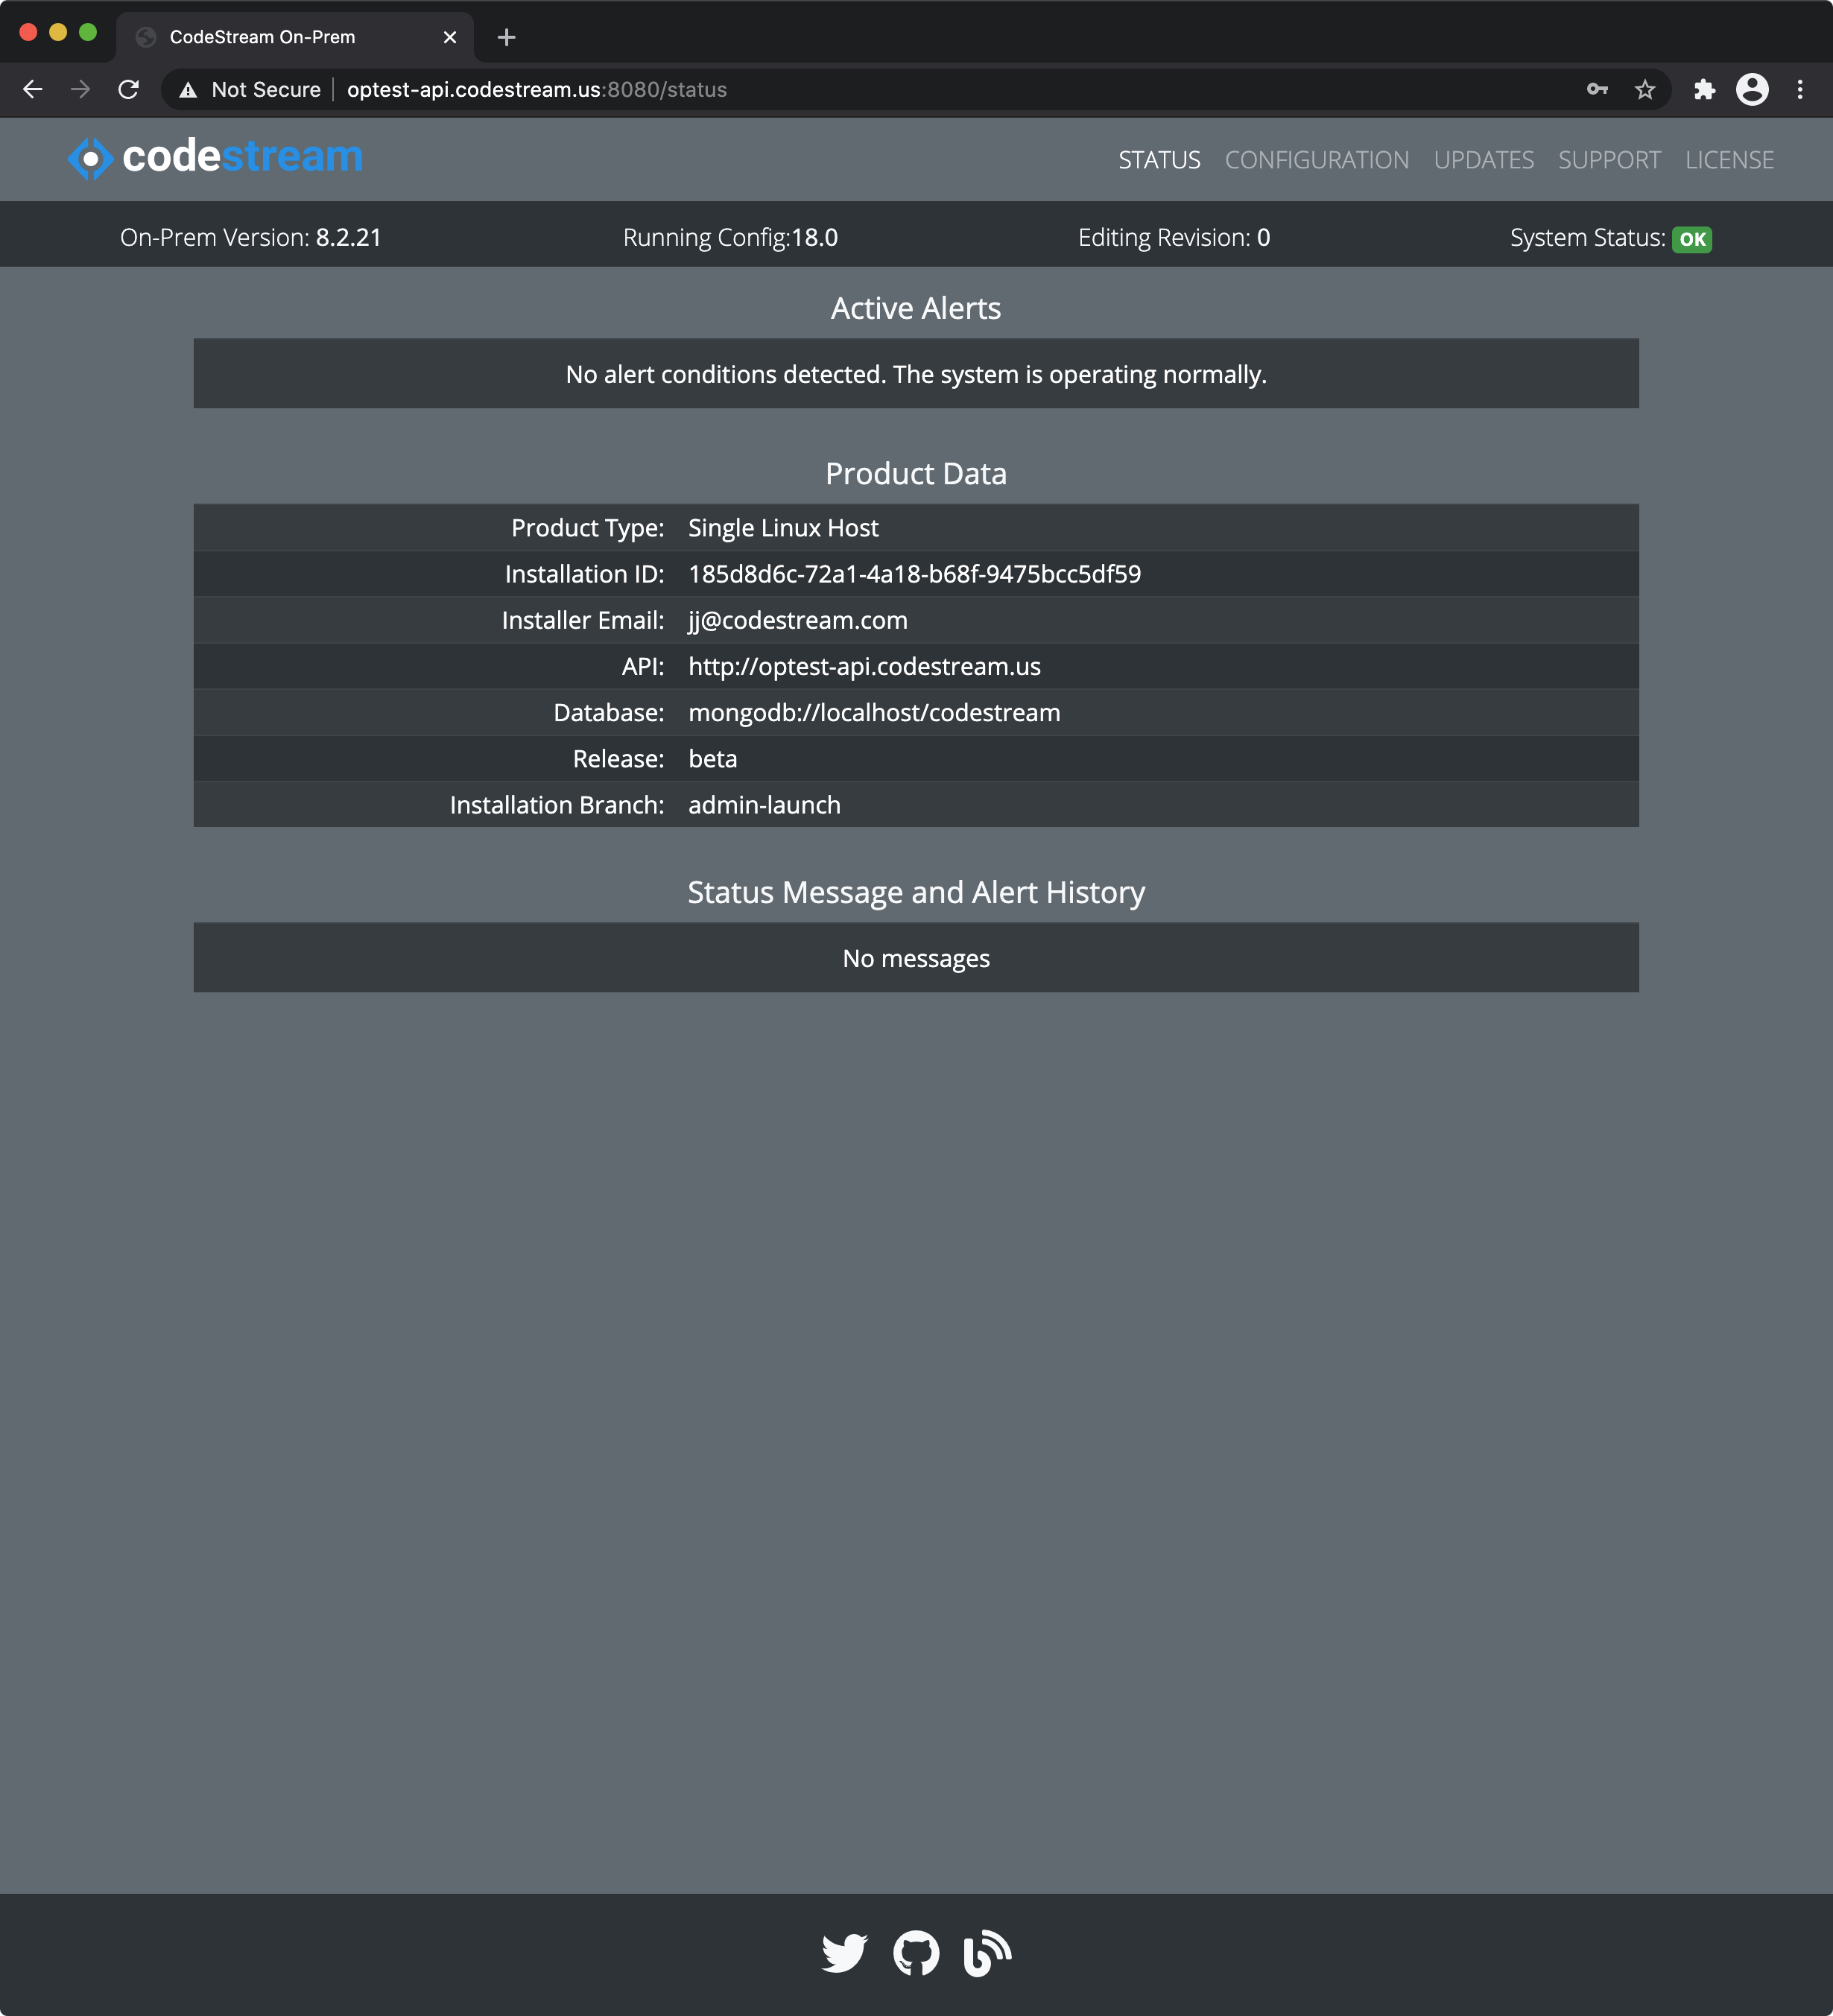 CodeStream On-Prem
Not Secure optest-api.codestream.us:8080/status
codestream STATUS CONFIGURATION UPDATES SUPPORT LICENSE
On-Prem Version: 8.2.21 Running Config:18.0 Editing Revision: 0 System Status: OK
Active Alerts
No alert conditions detected. The system is operating normally.
Product Data
Product Type: Single Linux Host
Installation ID: 185d8d6c-72a1-4a18-b68f-9475bcc5df59
Installer Email: jj@codestream.com
API: http://optest-api.codestream.us
Database: mongodb://localhost/codestream
Release: beta
Installation Branch: admin-launch
Status Message and Alert History
No messages